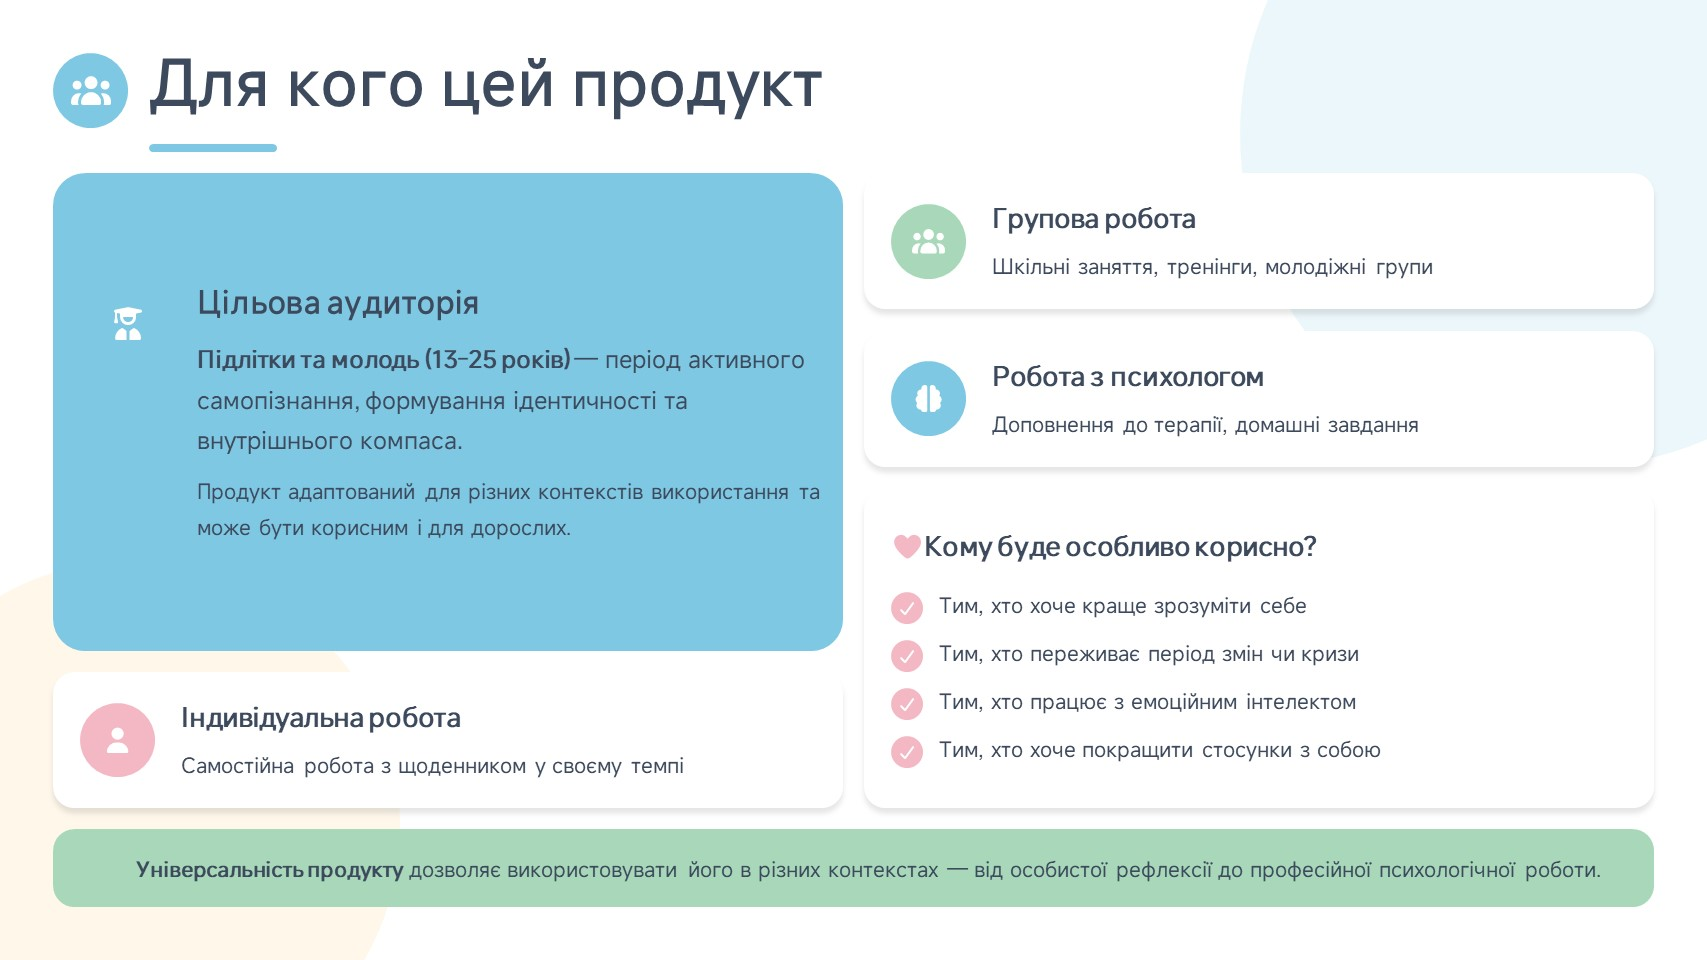 Для кого цей продукт
Цільова аудиторія
Підлітки та молодь (13–25 років) — період активного
самопізнання, формування ідентичності та
внутрішнього компаса.
Продукт адаптований для різних контекстів використання та
може бути корисним і для дорослих.
Індивідуальна робота
Самостійна робота з щоденником у своєму темпі
Групова робота
Шкільні заняття, тренінги, молодіжні групи
Робота з психологом
Доповнення до терапії, домашні завдання
Кому буде особливо корисно?
Тим, хто хоче краще зрозуміти себе
Тим, хто переживає період змін чи кризи
Тим, хто працює з емоційним інтелектом
Тим, хто хоче покращити стосунки з собою
Універсальність продукту дозволяє використовувати його в різних контекстах — від особистої рефлексії до професійної психологічної роботи.